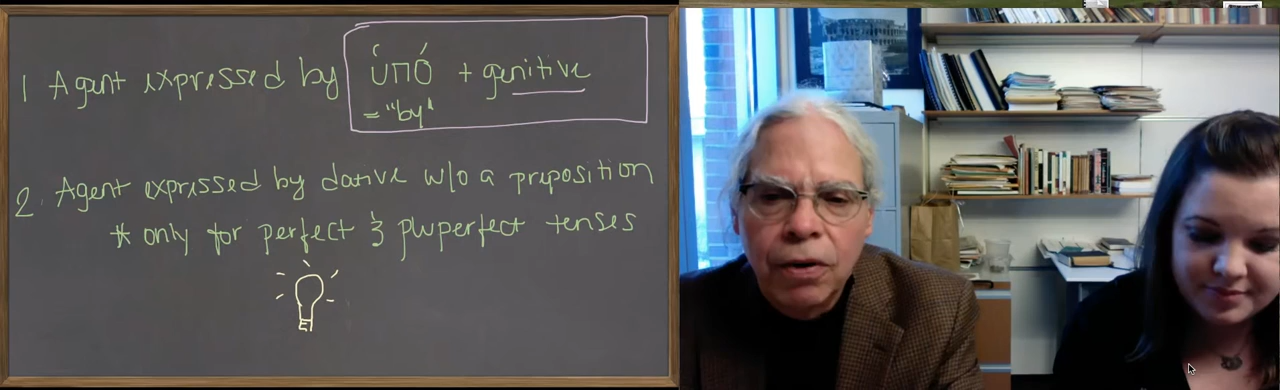 1 Agent expressed by ὑπό + genitive
= "by"
2. Agent expressed by dative w/o a preposition
* only for perfect & pluperfect tenses